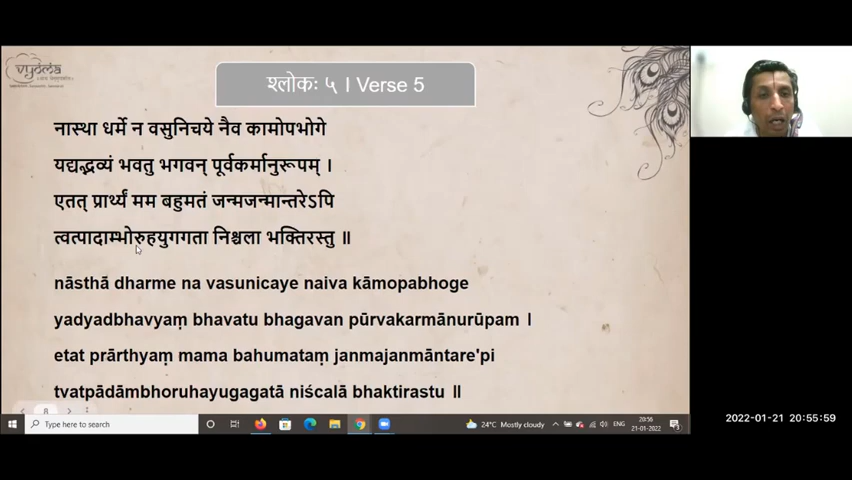 vyoma
श्लोकः ५ । Verse 5
नास्था धर्मे न वसुनिचये नैव कामोपभोगे
यद्यद्भव्यं भवतु भगवन् पूर्वकर्मानुरूपम् ।
एतत् प्रार्थ्यं मम बहुमतं जन्मजन्मान्तरेऽपि
त्वत्पादाम्भोरुहयुगगता निश्चला भक्तिरस्तु ॥
nāsthā dharme na vasunicaye naiva kāmopabhoge
yadyadbhavyaṃ bhavatu bhagavan pūrvakarmānurūpam ।
etat prārthyaṃ mama bahumataṃ janmajanmāntare'pi
tvatpādāmbhoruhayugagatā niścalā bhaktirastu ॥
8
Type here to search
24°C Mostly cloudy
ENG
20:56
21-01-2022
2022-01-21 20:55:59